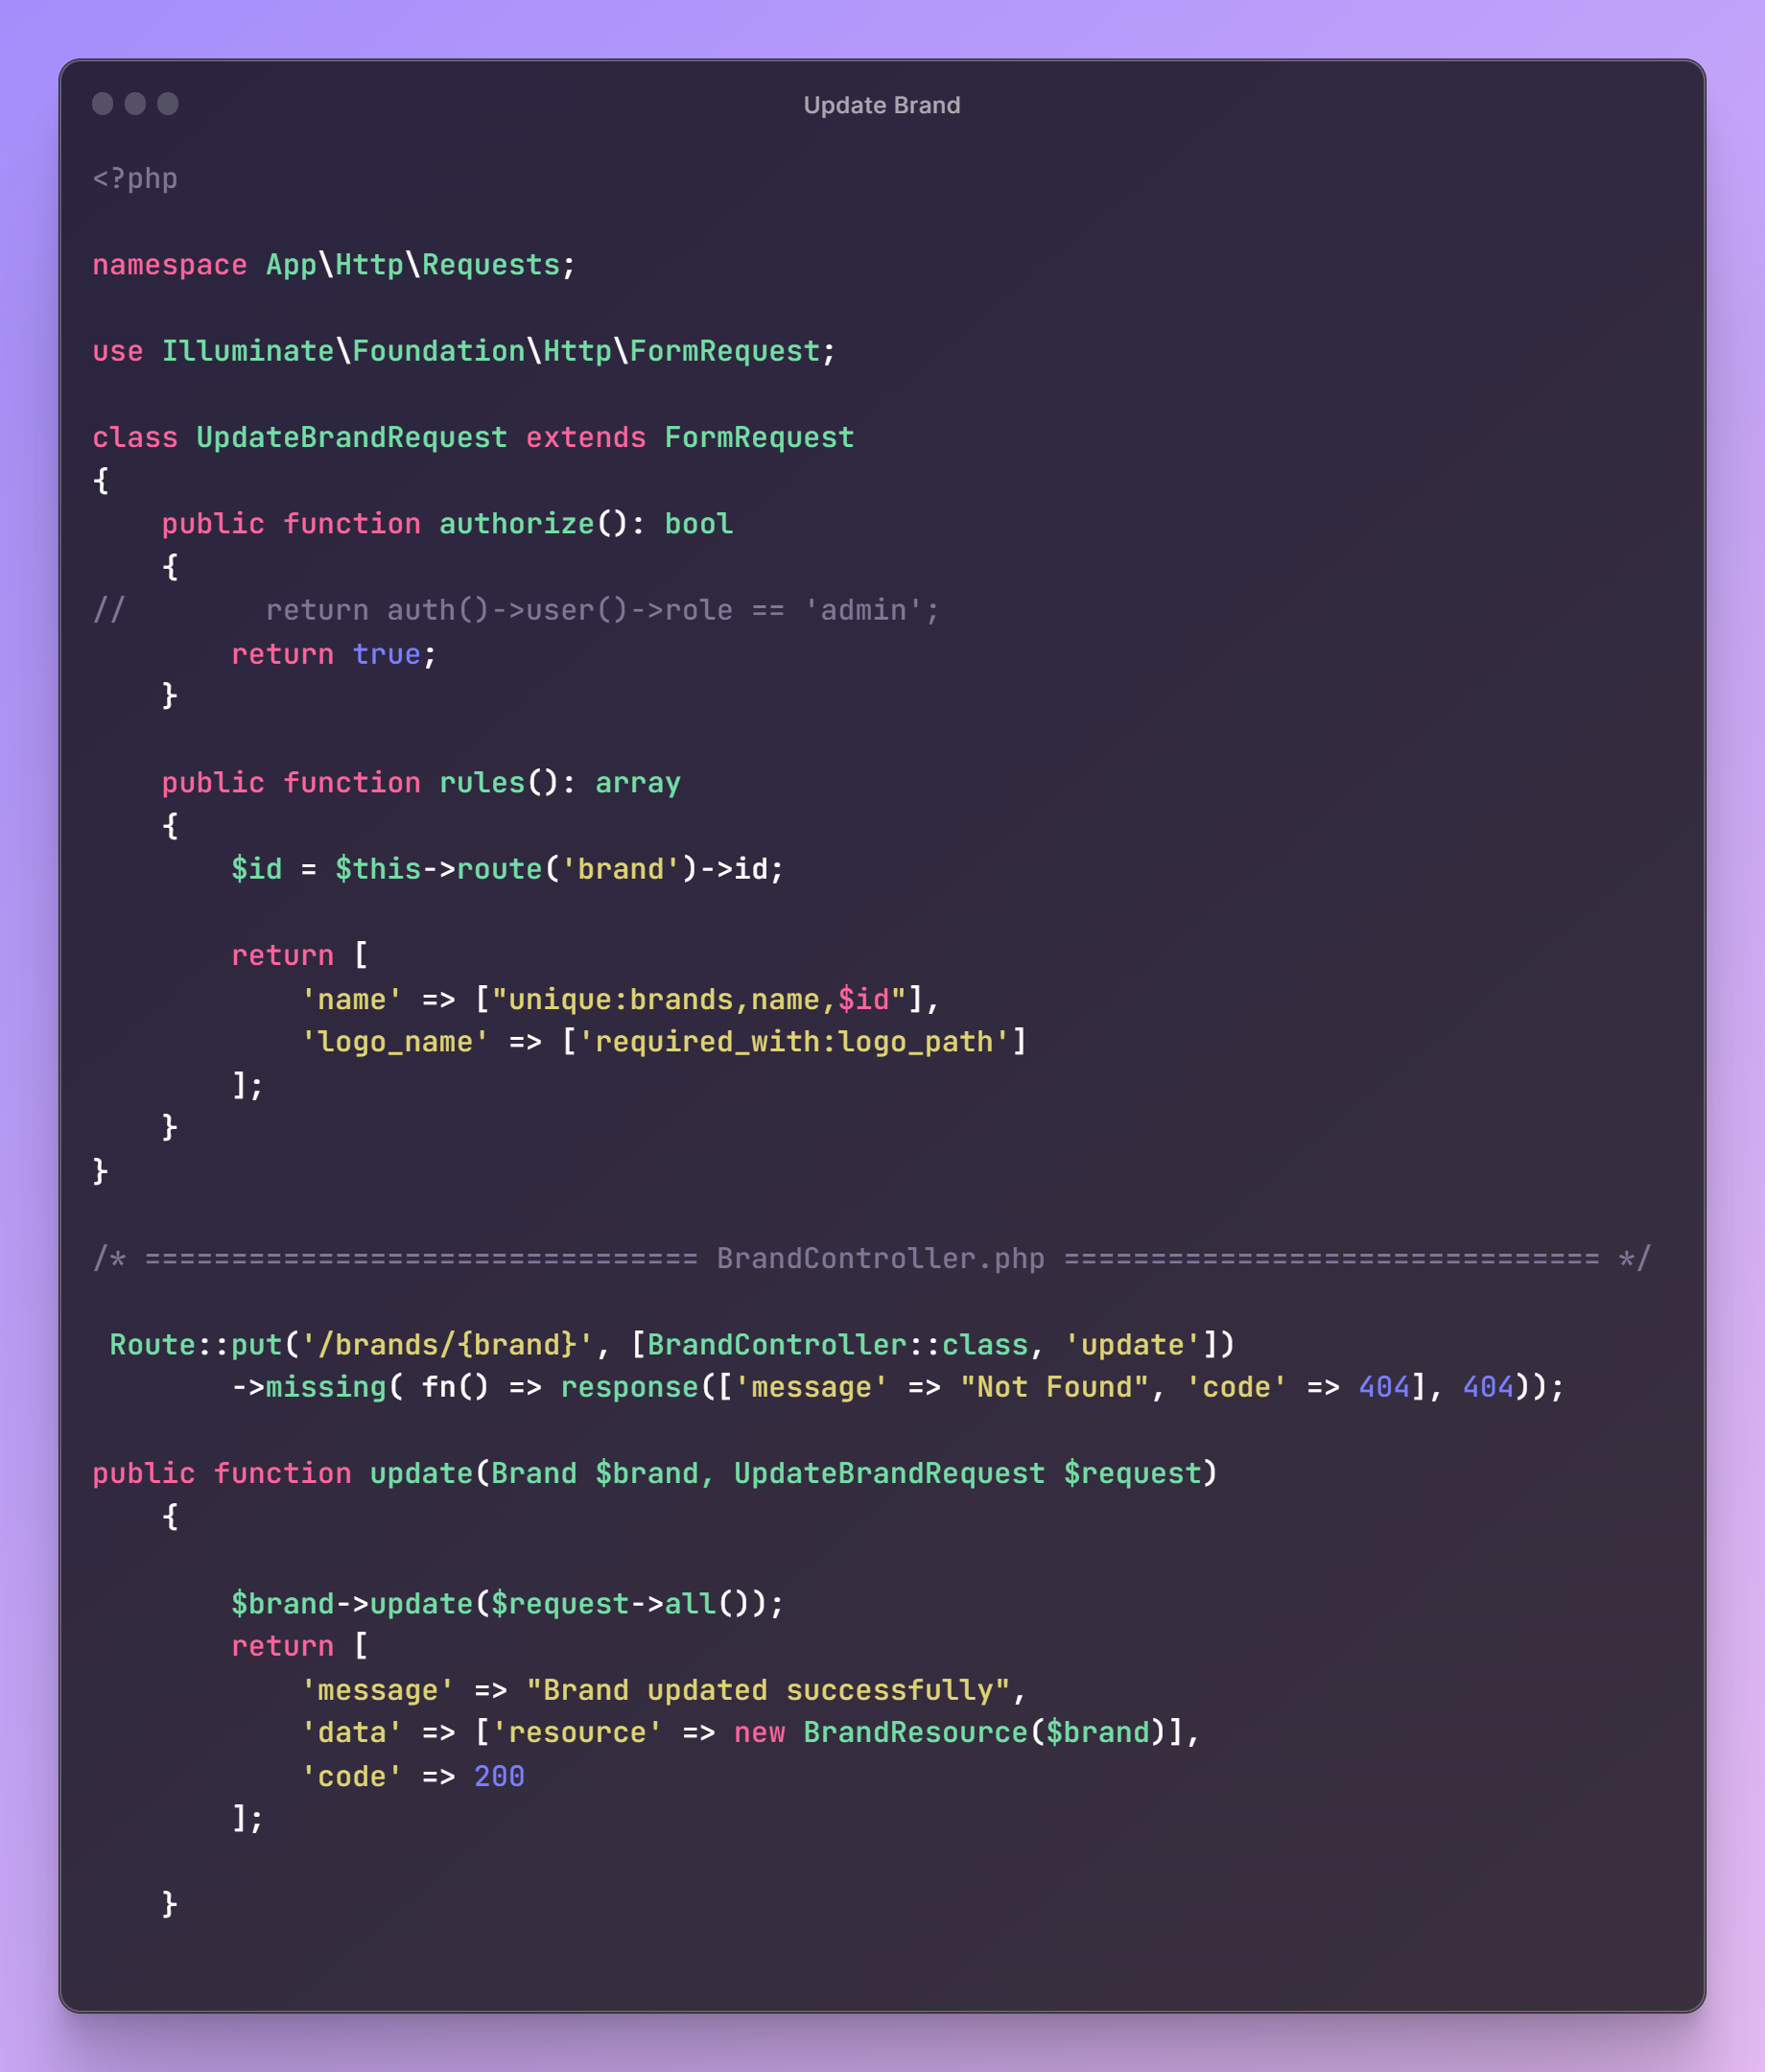 Update Brand
<?php
namespace App\Http\Requests;
use Illuminate\Foundation\Http\FormRequest;
class UpdateBrandRequest extends FormRequest
{
    public function authorize(): bool
    {
//        return auth()->user()->role == 'admin';
        return true;
    }
    public function rules(): array
    {
        $id = $this->route('brand')->id;
        return [
            'name' => ["unique:brands,name,$id"],
            'logo_name' => ['required_with:logo_path']
        ];
    }
}
/* ================================ BrandController.php =============================== */
 Route::put('/brands/{brand}', [BrandController::class, 'update'])
        ->missing( fn() => response(['message' => "Not Found", 'code' => 404], 404));
public function update(Brand $brand, UpdateBrandRequest $request)
    {
        $brand->update($request->all());
        return [
            'message' => "Brand updated successfully",
            'data' => ['resource' => new BrandResource($brand)],
            'code' => 200
        ];
    }